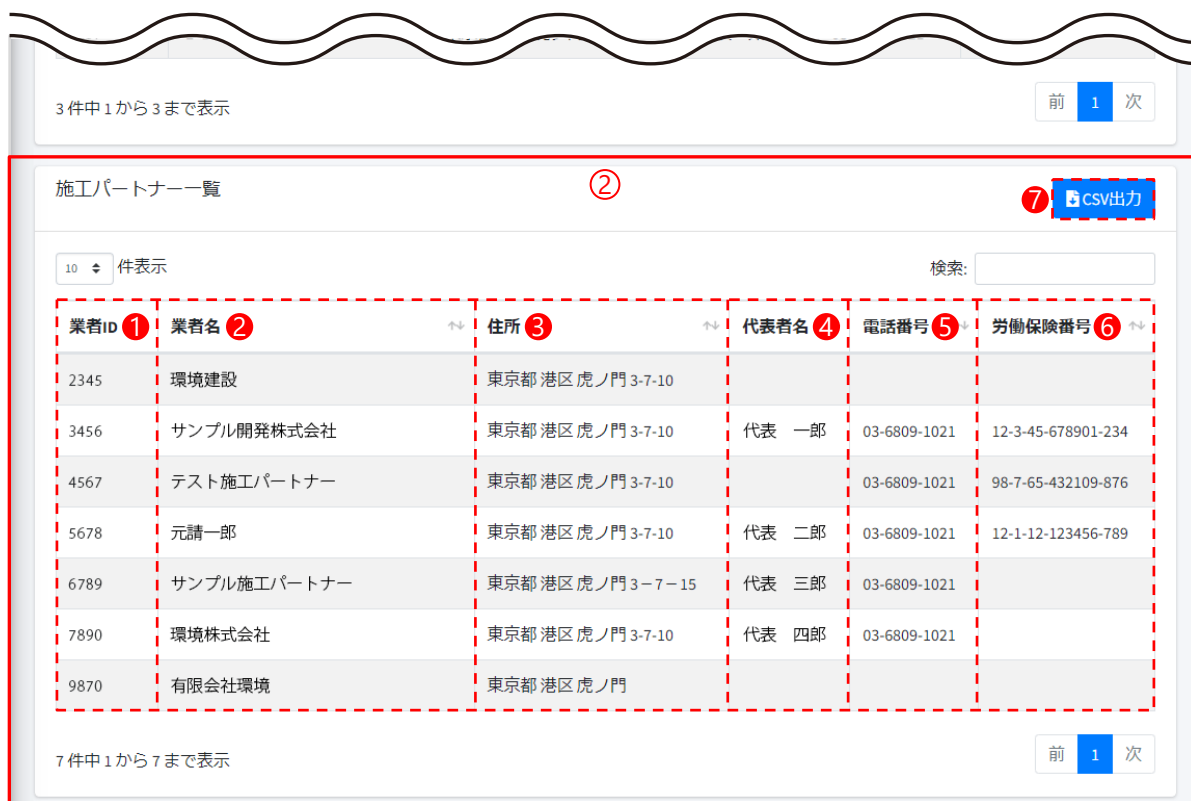 3 件中 1 から 3 まで表示
前 1 次
施工パートナー一覧 ② ❼ CSV出力
10 件表示 検索:
業者ID ❶ 業者名 ❷ 住所 ❸ 代表者名 ❹ 電話番号 ❺ 労働保険番号 ❻
2345 環境建設 東京都 港区 虎ノ門 3-7-10
3456 サンプル開発株式会社 東京都 港区 虎ノ門 3-7-10 代表　一郎 03-6809-1021 12-3-45-678901-234
4567 テスト施工パートナー 東京都 港区 虎ノ門 3-7-10 03-6809-1021 98-7-65-432109-876
5678 元請一郎 東京都 港区 虎ノ門 3-7-10 代表　二郎 03-6809-1021 12-1-12-123456-789
6789 サンプル施工パートナー 東京都 港区 虎ノ門 3－7－15 代表　三郎 03-6809-1021
7890 環境株式会社 東京都 港区 虎ノ門 3-7-10 代表　四郎 03-6809-1021
9870 有限会社環境 東京都 港区 虎ノ門
7 件中 1 から 7 まで表示
前 1 次